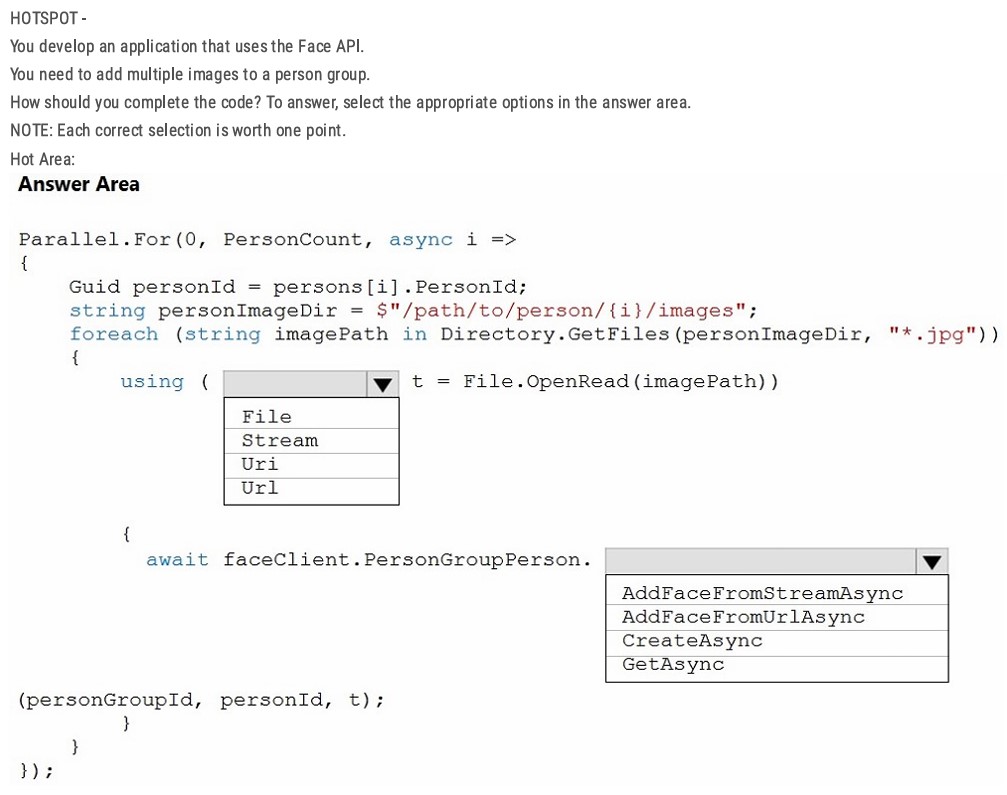 HOTSPOT -
You develop an application that uses the Face API.
You need to add multiple images to a person group.
How should you complete the code? To answer, select the appropriate options in the answer area.
NOTE: Each correct selection is worth one point.
Hot Area:
Answer Area
Parallel.For(0, PersonCount, async i =>
{
Guid personId = persons[i].PersonId;
string personImageDir = $"/path/to/person/{i}/images";
foreach (string imagePath in Directory.GetFiles(personImageDir, "*.jpg"))
{
using ( t = File.OpenRead(imagePath))
File
Stream
Uri
Url
{
await faceClient.PersonGroupPerson.
AddFaceFromStreamAsync
AddFaceFromUrlAsync
CreateAsync
GetAsync
(personGroupId, personId, t);
}
}
});